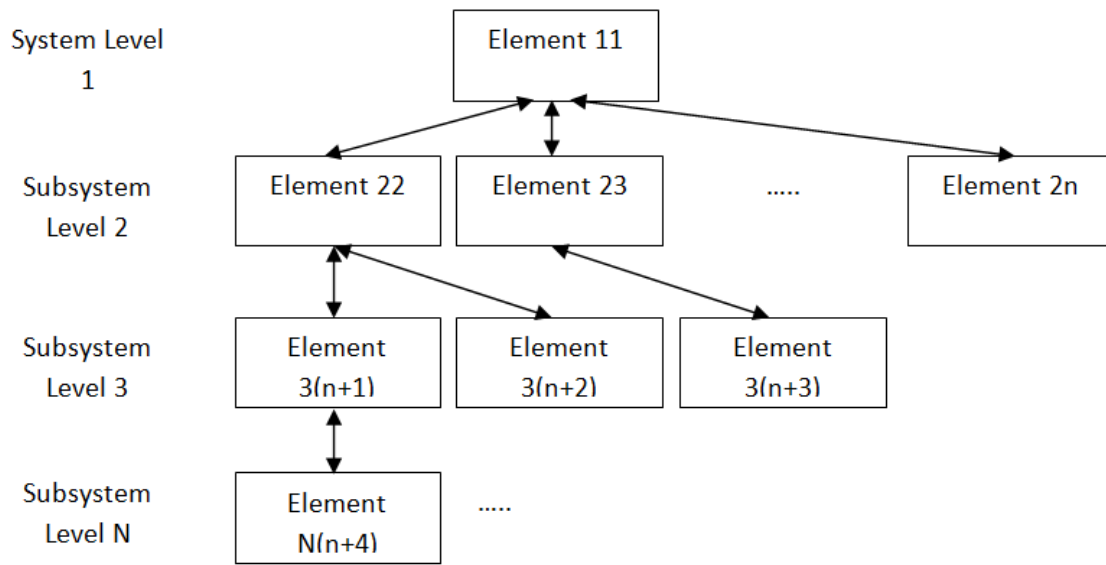 System Level
1
Element 11
Subsystem
Level 2
Element 22
Element 23
.....
Element 2n
Subsystem
Level 3
Element
3(n+1)
Element
3(n+2)
Element
3(n+3)
Subsystem
Level N
Element
N(n+4)
.....